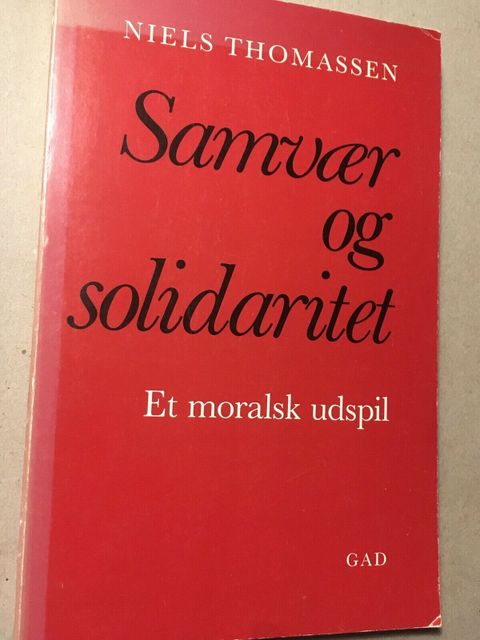 NIELS THOMASSEN
Samvær
og
solidaritet
Et moralsk udspil
GAD